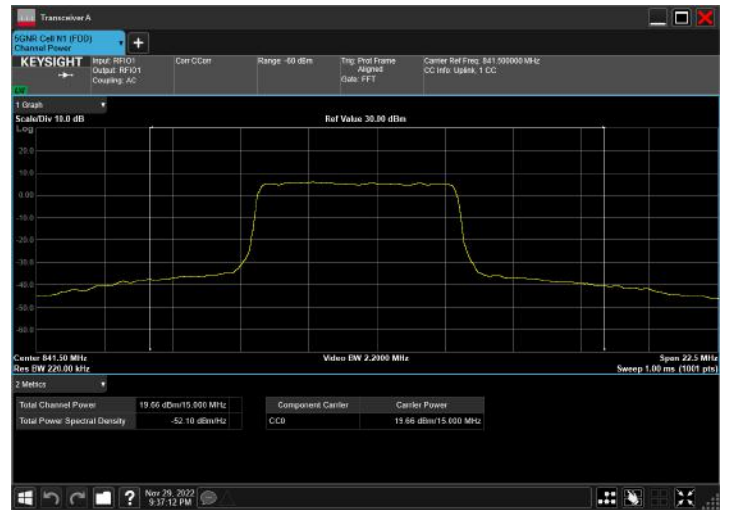 Transceiver A
5GNR Cell N1 (FDD)
Channel Power
KEYSIGHT
Input: RFIO1
Output: RFIO1
Coupling: AC
Corr CCorr
Range -60 dBm
Trig: Prot Frame
Aligned
Gate: FFT
Carrier Ref Freq: 841.500000 MHz
CC Info: Uplink, 1 CC
1 Graph
Scale/Div 10.0 dB
Ref Value 30.00 dBm
Log
20.0
10.0
0.00
-10.0
-20.0
-30.0
-40.0
-50.0
-60.0
Center 841.50 MHz
Video BW 2.2000 MHz
Span 22.5 MHz
Res BW 220.00 kHz
Sweep 1.00 ms (1001 pts)
2 Metrics
Total Channel Power 19.66 dBm/15.000 MHz
Total Power Spectral Density -52.10 dBm/Hz
Component Carrier Carrier Power
CC0 19.66 dBm/15.000 MHz
?
Nov 29, 2022
9:37:12 PM